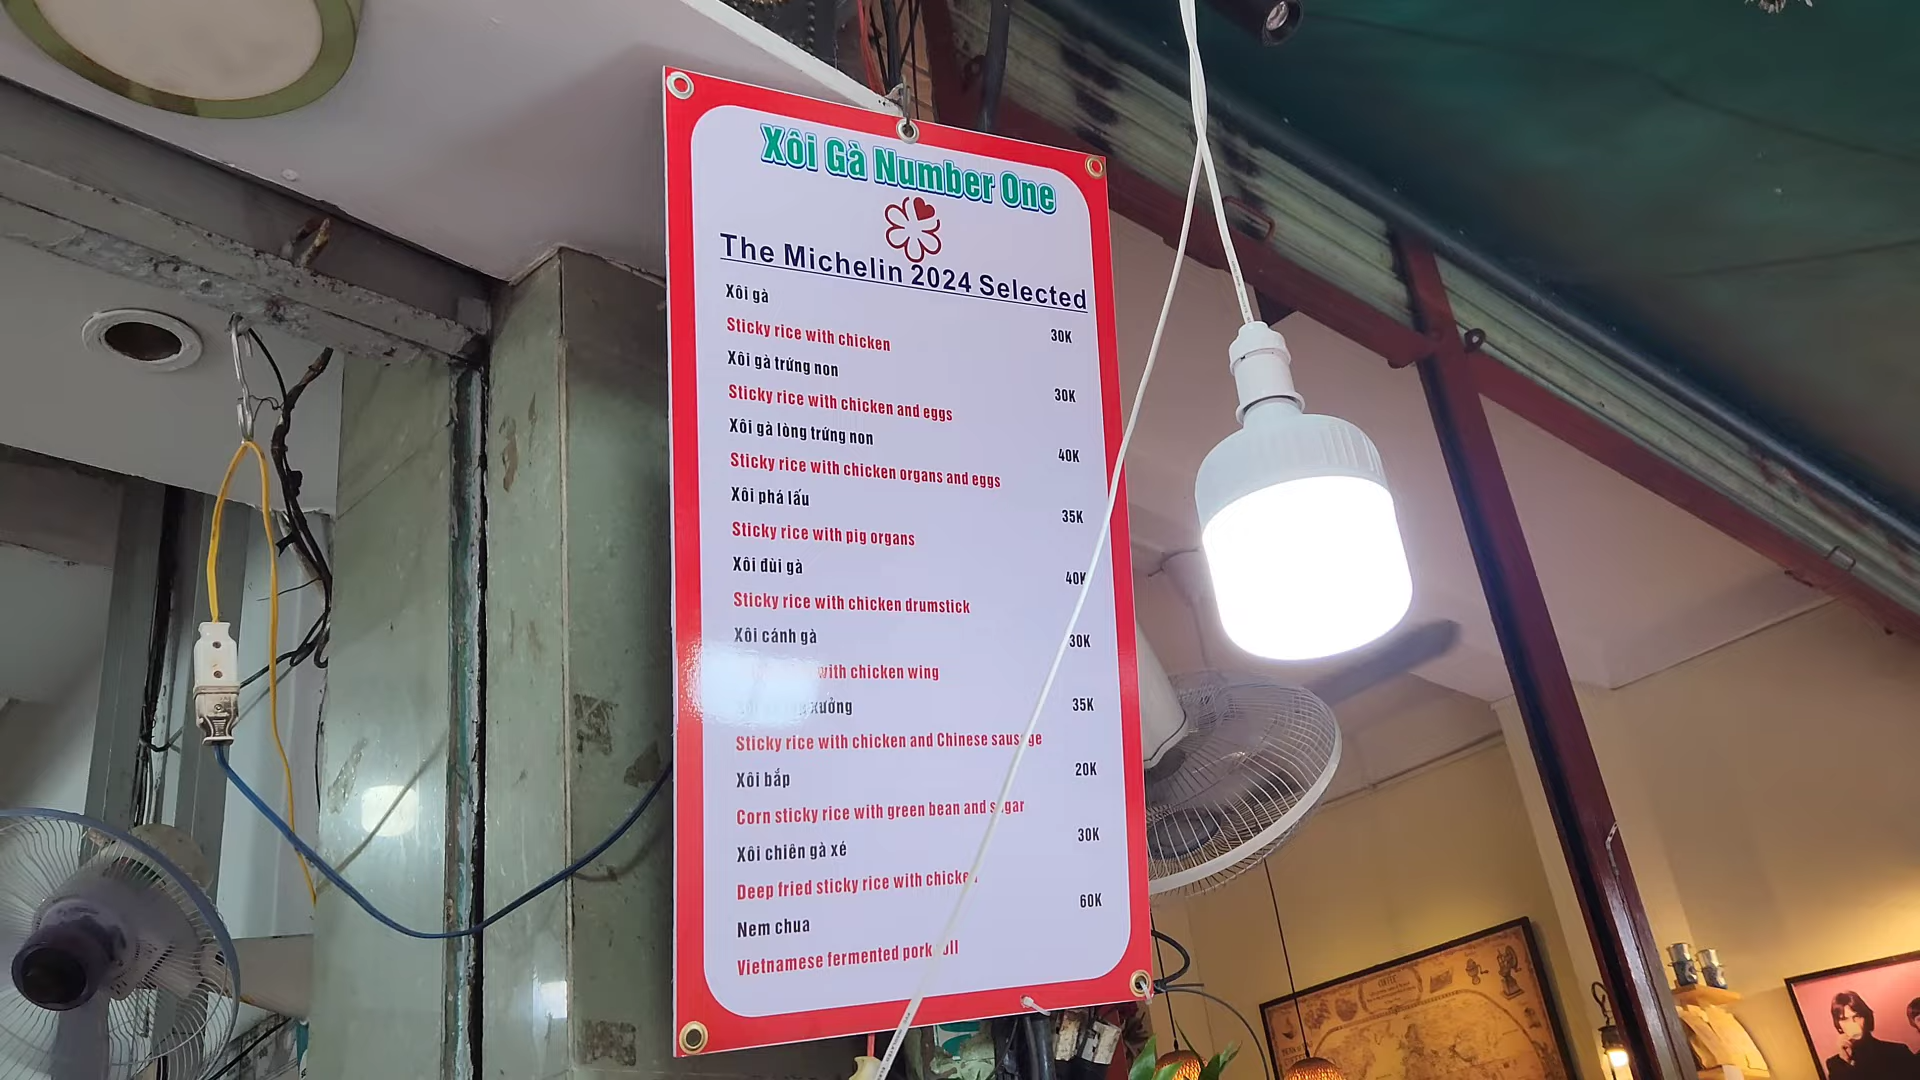 Xôi Gà Number One
The Michelin 2024 Selected
Xôi gà
Sticky rice with chicken 30K
Xôi gà trứng non
Sticky rice with chicken and eggs 30K
Xôi gà lòng trứng non
Sticky rice with chicken organs and eggs 40K
Xôi phá lấu
Sticky rice with pig organs 35K
Xôi đùi gà
Sticky rice with chicken drumstick 40K
Xôi cánh gà
with chicken wing 30K
xưởng 35K
Sticky rice with chicken and Chinese sausage
Xôi bắp 20K
Corn sticky rice with green bean and sugar
Xôi chiên gà xé 30K
Deep fried sticky rice with chicken
Nem chua 60K
Vietnamese fermented pork roll